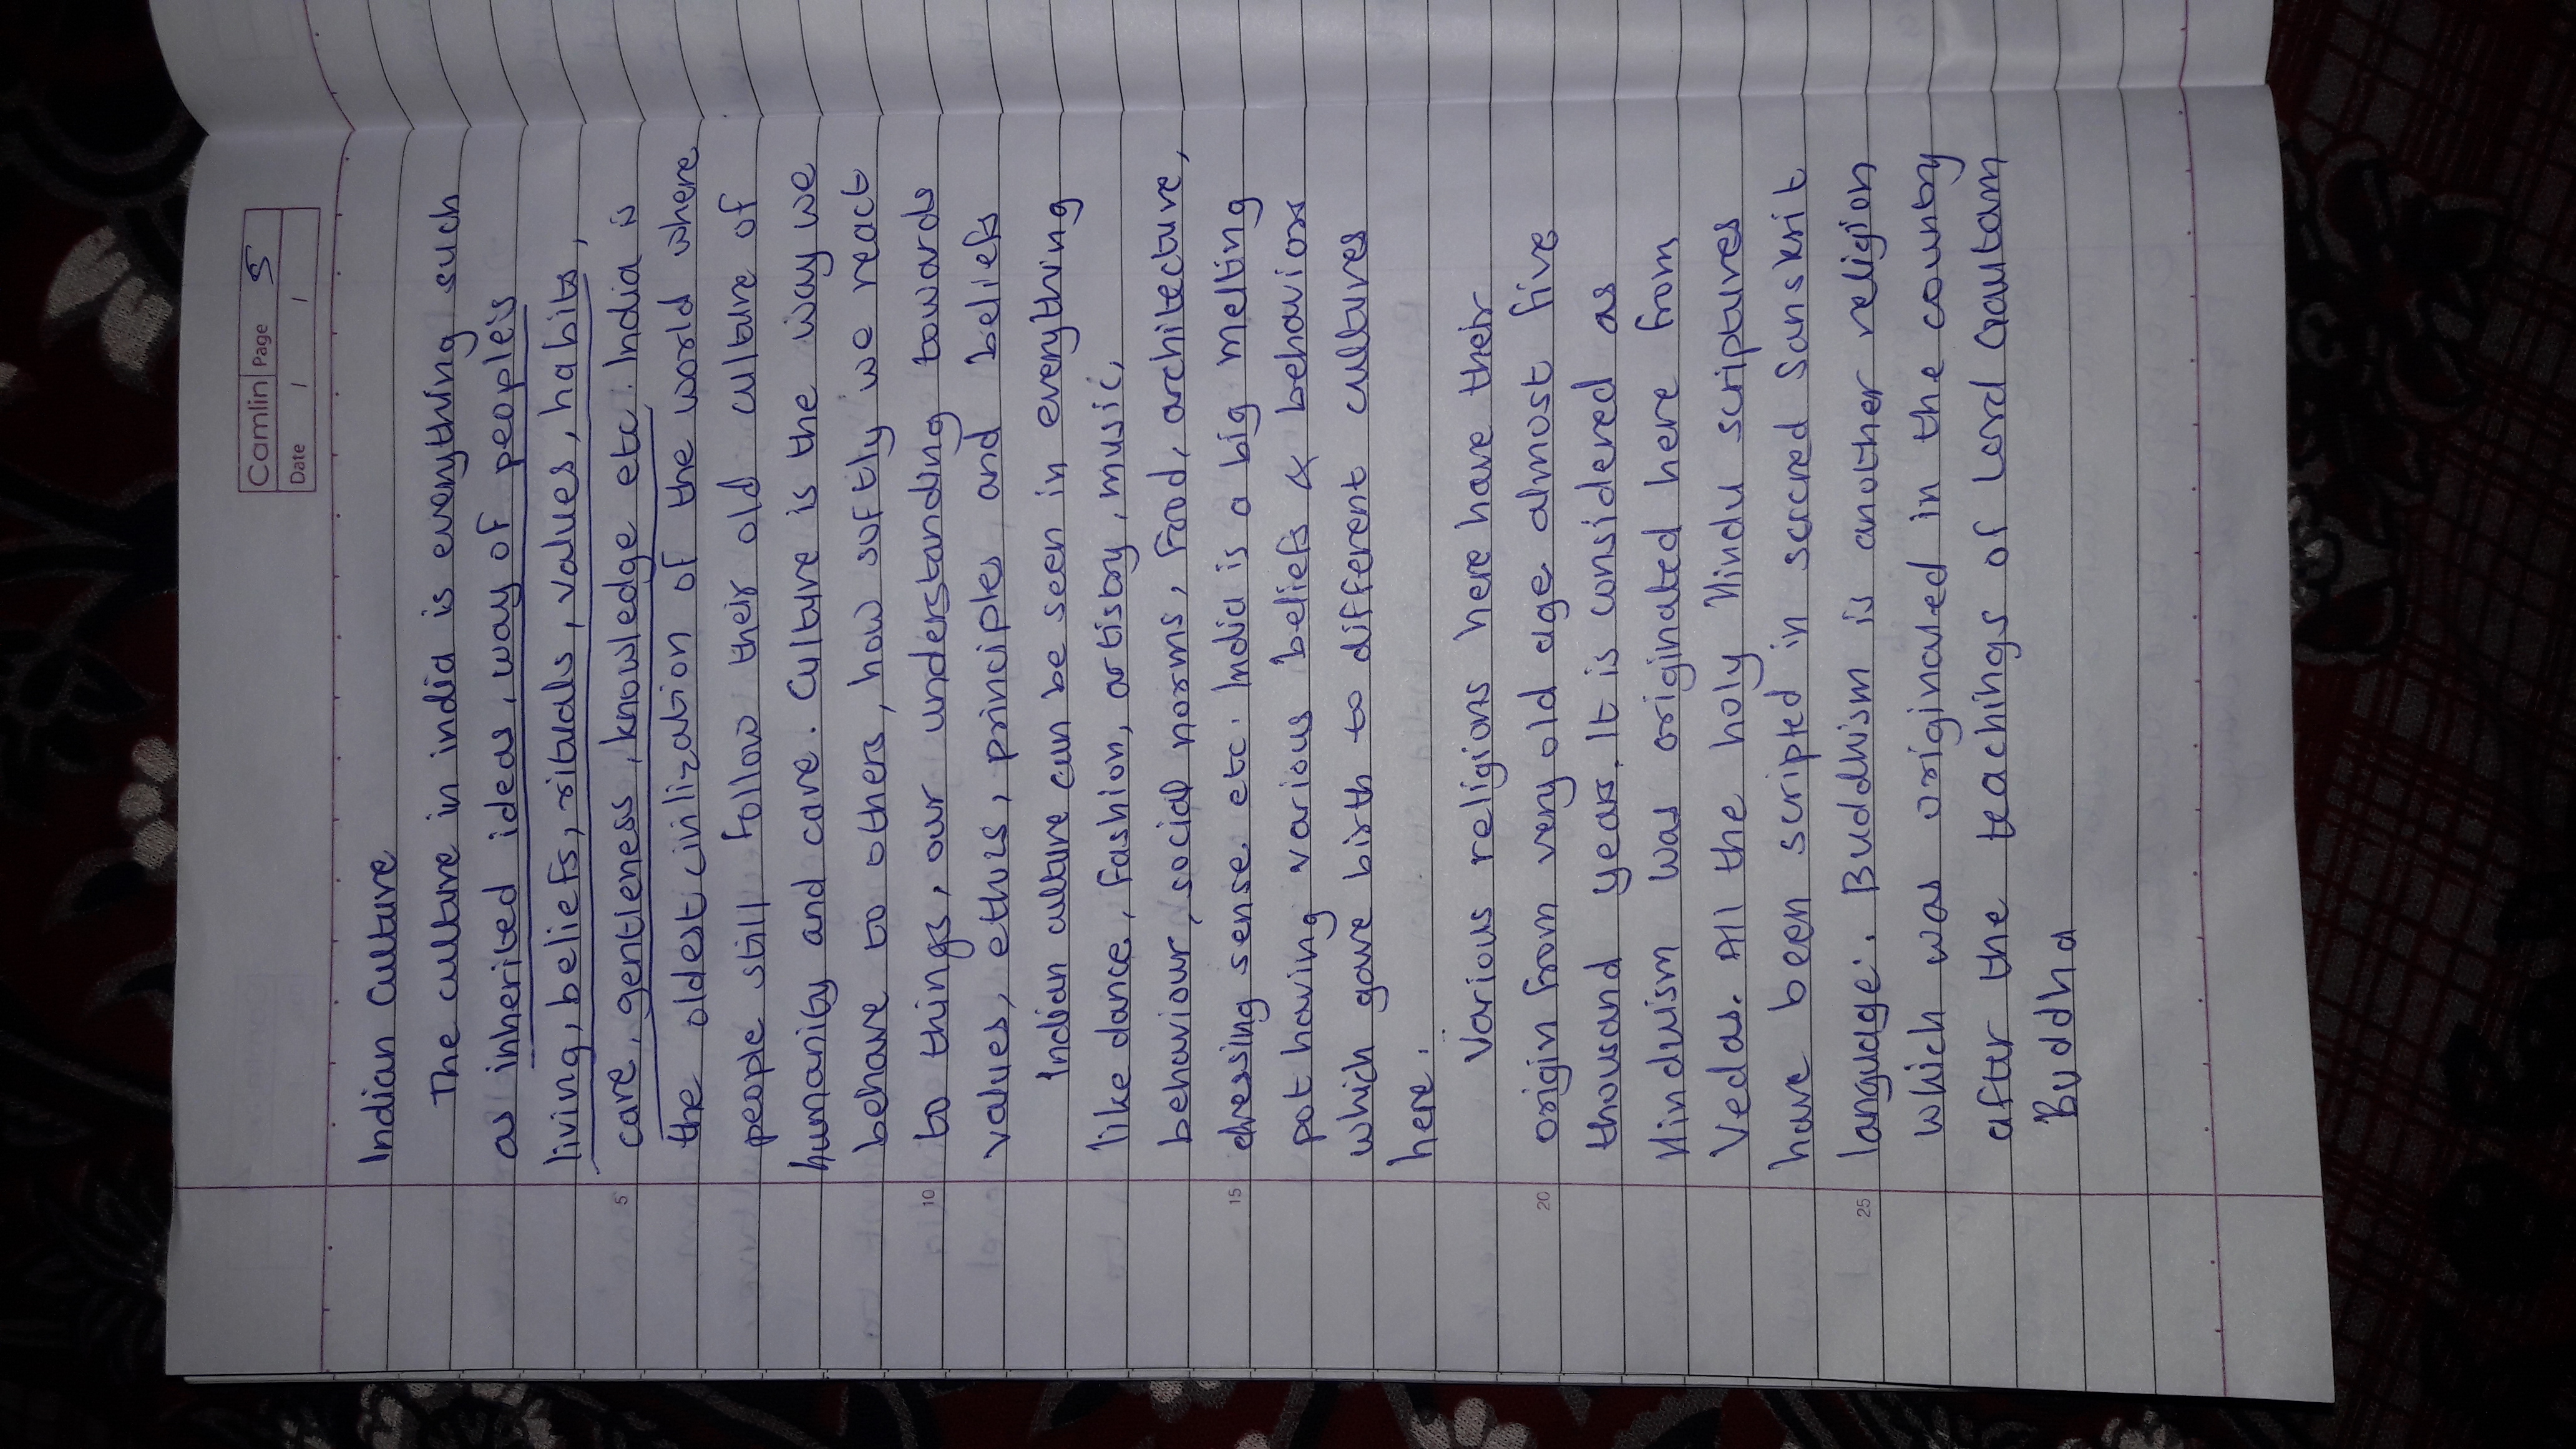 Camlin Page 5
Date / /
Indian Culture
The culture in india is everything such
as inherited ideas, way of people's
living, beliefs, rituals, values, habits,
5 care, gentleness, knowledge etc. India is
the oldest civilization of the world where
people still follow their old culture of
humanity and care. Culture is the way we
behave to others, how softly we react
10 to things, our understanding towards
values, ethics, principles and beliefs
Indian culture can be seen in everything
like dance, fashion, artistry, music,
behaviour, social norms, food, architecture,
15 dressing sense etc. India is a big melting
pot having various beliefs & behaviors
which gave birth to different cultures
here.
Various religions here have their
20 origin from very old age almost five
thousand years. It is considered as
Hinduism was originated here from
Vedas. All the holy Hindu scriptures
have been scripted in sacred Sanskrit
25 language. Buddhism is another religion
which was originated in the country
after the teachings of Lord Gautam
Buddha